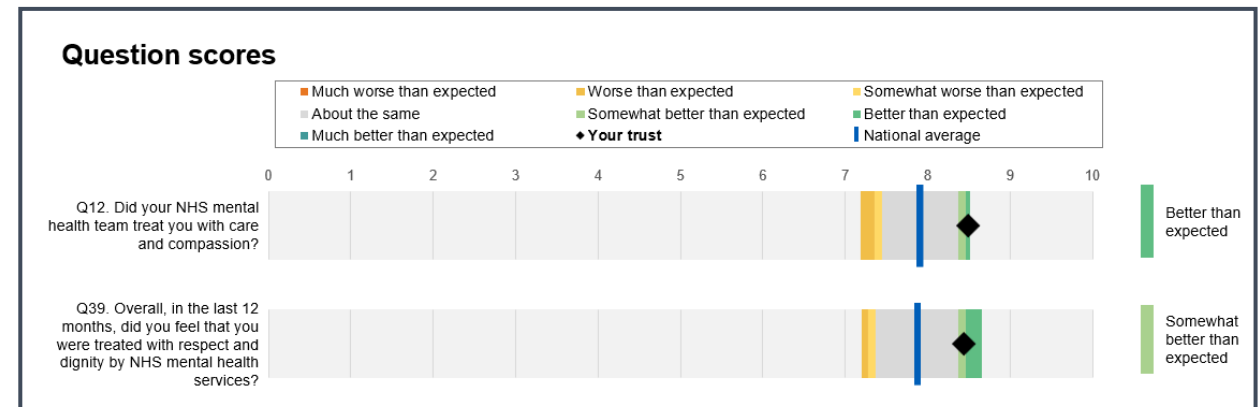 Question scores
Much worse than expected
Worse than expected
Somewhat worse than expected
About the same
Somewhat better than expected
Better than expected
Much better than expected
Your trust
National average
0 1 2 3 4 5 6 7 8 9 10
Q12. Did your NHS mental
health team treat you with care
and compassion?
Better than
expected
Q39. Overall, in the last 12
months, did you feel that you
were treated with respect and
dignity by NHS mental health
services?
Somewhat
better than
expected